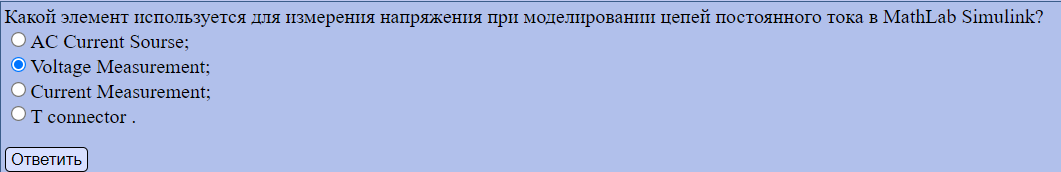 Какой элемент используется для измерения напряжения при моделировании цепей постоянного тока в MathLab Simulink?
AC Current Sourse;
Voltage Measurement;
Current Measurement;
T connector .
Ответить